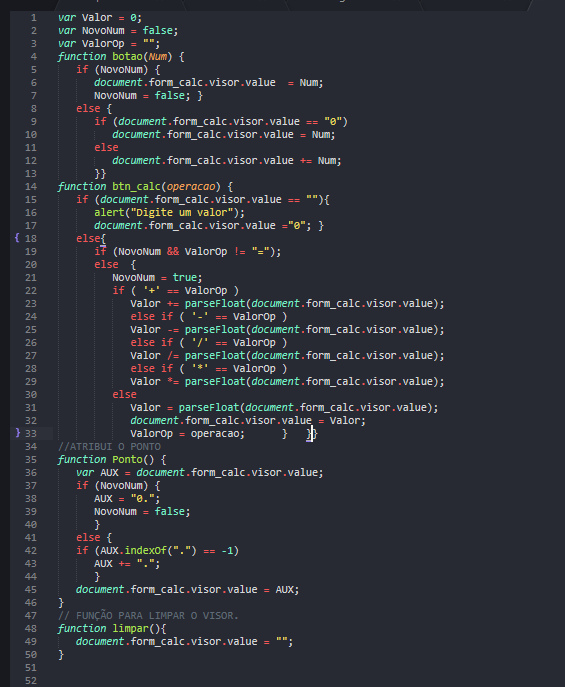 1 var Valor = 0;
2 var NovoNum = false;
3 var ValorOp = "";
4 function botao(Num) {
5 if (NovoNum) {
6 document.form_calc.visor.value  = Num;
7 NovoNum = false; }
8 else {
9 if (document.form_calc.visor.value == "0")
10 document.form_calc.visor.value = Num;
11 else
12 document.form_calc.visor.value += Num;
13 }}
14 function btn_calc(operacao) {
15 if (document.form_calc.visor.value == ""){
16 alert("Digite um valor");
17 document.form_calc.visor.value ="0"; }
{ 18 else{
19 if (NovoNum && ValorOp != "=");
20 else  {
21 NovoNum = true;
22 if ( '+' == ValorOp )
23 Valor += parseFloat(document.form_calc.visor.value);
24 else if ( '-' == ValorOp )
25 Valor -= parseFloat(document.form_calc.visor.value);
26 else if ( '/' == ValorOp )
27 Valor /= parseFloat(document.form_calc.visor.value);
28 else if ( '*' == ValorOp )
29 Valor *= parseFloat(document.form_calc.visor.value);
30 else
31 Valor = parseFloat(document.form_calc.visor.value);
32 document.form_calc.visor.value = Valor;
} 33 ValorOp = operacao;      }   }}
34 //ATRIBUI O PONTO
35 function Ponto() {
36 var AUX = document.form_calc.visor.value;
37 if (NovoNum) {
38 AUX = "0.";
39 NovoNum = false;
40 }
41 else {
42 if (AUX.indexOf(".") == -1)
43 AUX += ".";
44 }
45 document.form_calc.visor.value = AUX;
46 }
47 // FUNÇÃO PARA LIMPAR O VISOR.
48 function limpar(){
49 document.form_calc.visor.value = "";
50 }
51
52